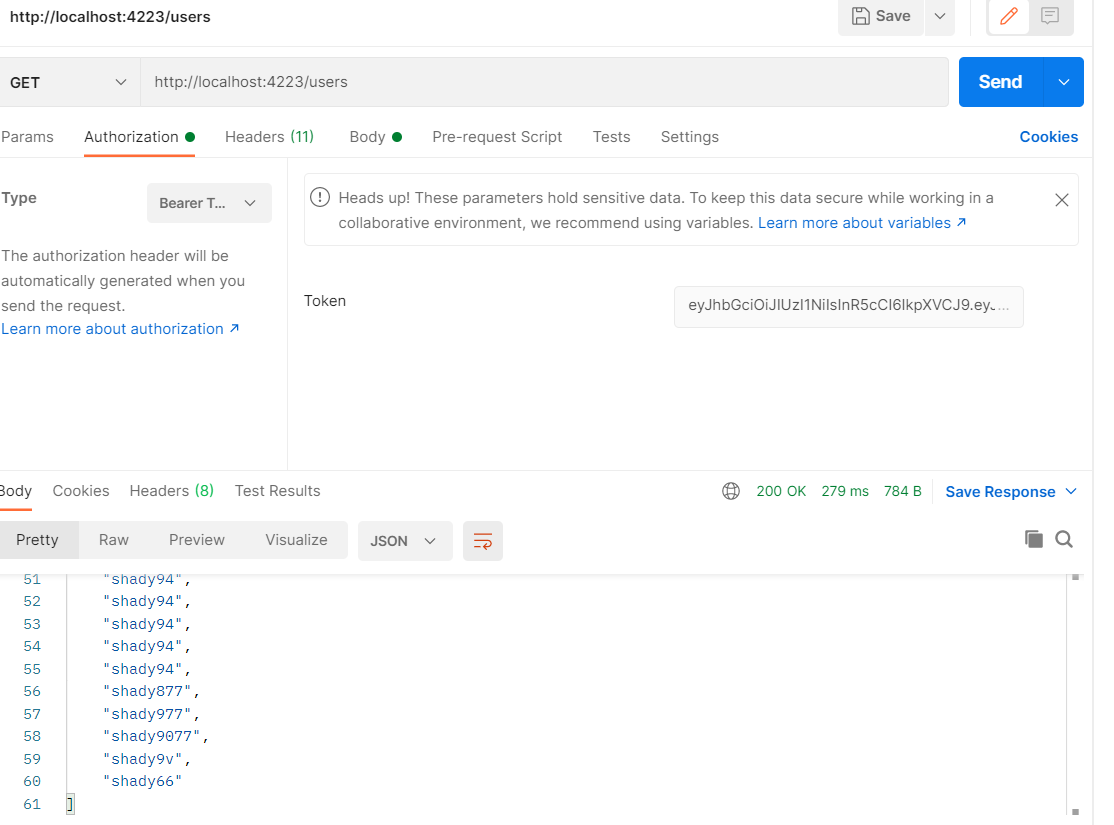 http://localhost:4223/users
Save
GET
http://localhost:4223/users
Send
Params Authorization Headers (11) Body Pre-request Script Tests Settings Cookies
Type
Bearer T...
Heads up! These parameters hold sensitive data. To keep this data secure while working in a
collaborative environment, we recommend using variables. Learn more about variables ↗
The authorization header will be
automatically generated when you
send the request.
Learn more about authorization ↗
Token
eyJhbGciOiJIUzI1NiIsInR5cCI6IkpXVCJ9.eyJ...
Body Cookies Headers (8) Test Results
200 OK 279 ms 784 B Save Response
Pretty Raw Preview Visualize JSON
51 "shady94",
52 "shady94",
53 "shady94",
54 "shady94",
55 "shady94",
56 "shady877",
57 "shady977",
58 "shady9077",
59 "shady9v",
60 "shady66"
61 ]